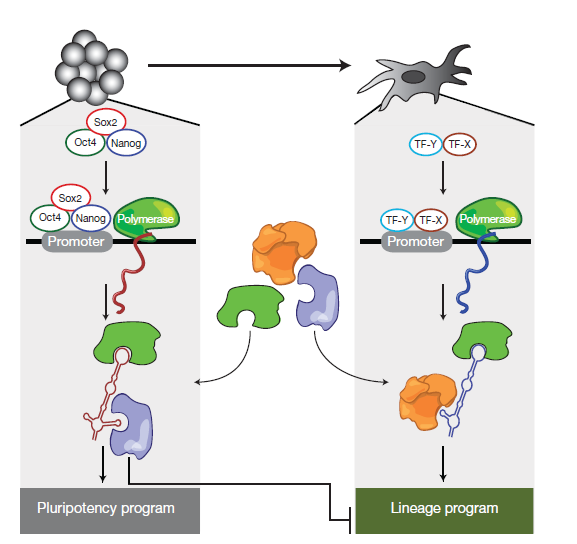 Sox2
Oct4 Nanog
TF-Y TF-X
Sox2
Oct4 Nanog Polymerase
Promoter
TF-Y TF-X Polymerase
Promoter
Pluripotency program
Lineage program